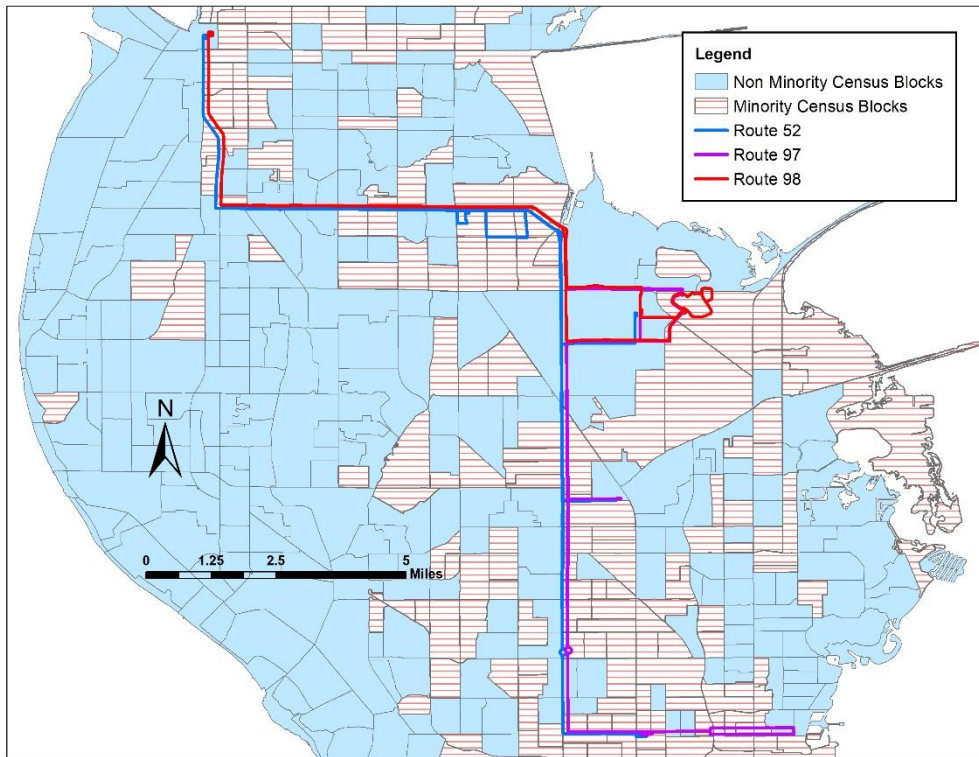 Legend
Non Minority Census Blocks
Minority Census Blocks
Route 52
Route 97
Route 98
N
0 1.25 2.5 5
Miles